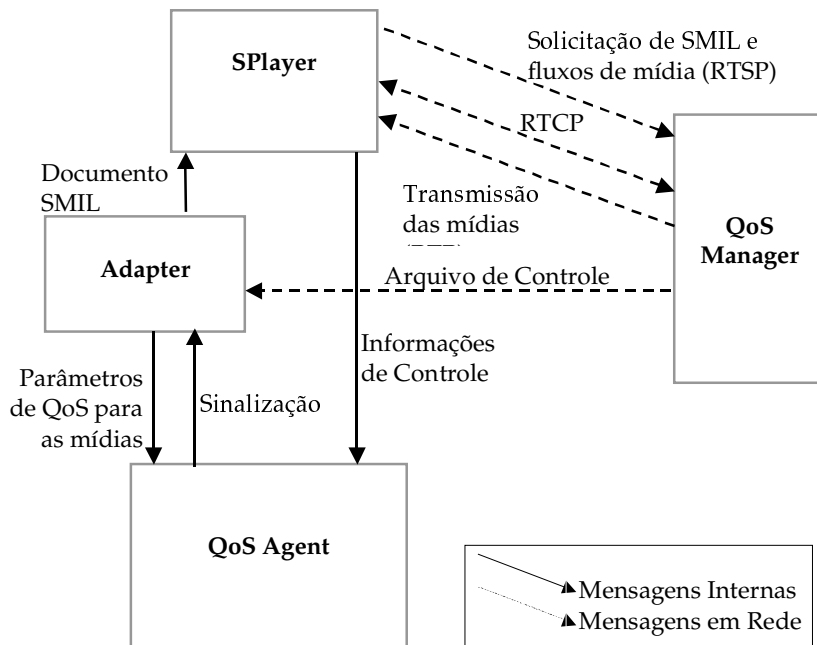 SPlayer
Solicitação de SMIL e
fluxos de mídia (RTSP)
RTCP
Documento
SMIL
Transmissão
das mídias
QoS
Manager
Adapter
Arquivo de Controle
Informações
de Controle
Parâmetros
de QoS para
as mídias
Sinalização
QoS Agent
Mensagens Internas
Mensagens em Rede